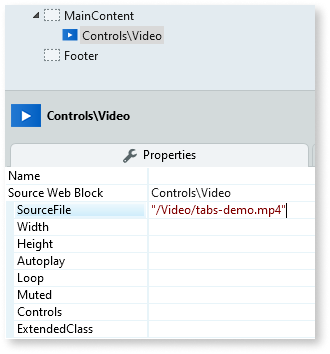 MainContent
Controls\Video
Footer
Controls\Video
Properties
Name
Source Web Block Controls\Video
SourceFile "/Video/tabs-demo.mp4"
Width
Height
Autoplay
Loop
Muted
Controls
ExtendedClass